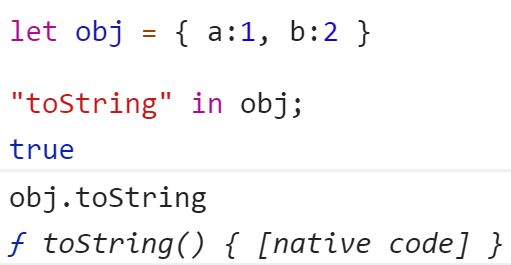 let obj = { a:1, b:2 }
"toString" in obj;
true
obj.toString
ƒ toString() { [native code] }